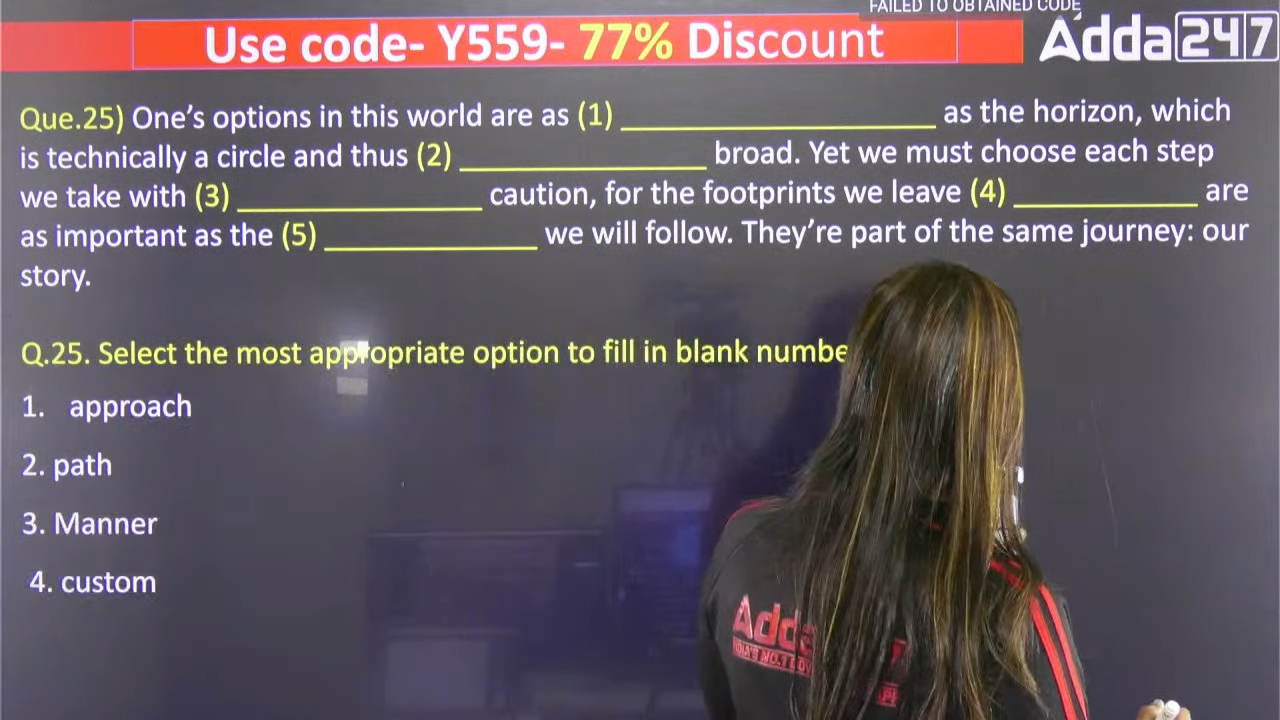 FAILED TO OBTAINED CODE
Use code- Y559- 77% Discount
Adda 24|7
Que.25) One's options in this world are as (1) ____________________ as the horizon, which
is technically a circle and thus (2) ________________ broad. Yet we must choose each step
we take with (3) ________________ caution, for the footprints we leave (4) ____________ are
as important as the (5) ______________ we will follow. They're part of the same journey: our
story.
Q.25. Select the most appropriate option to fill in blank numbe
1. approach
2. path
3. Manner
4. custom
Adda